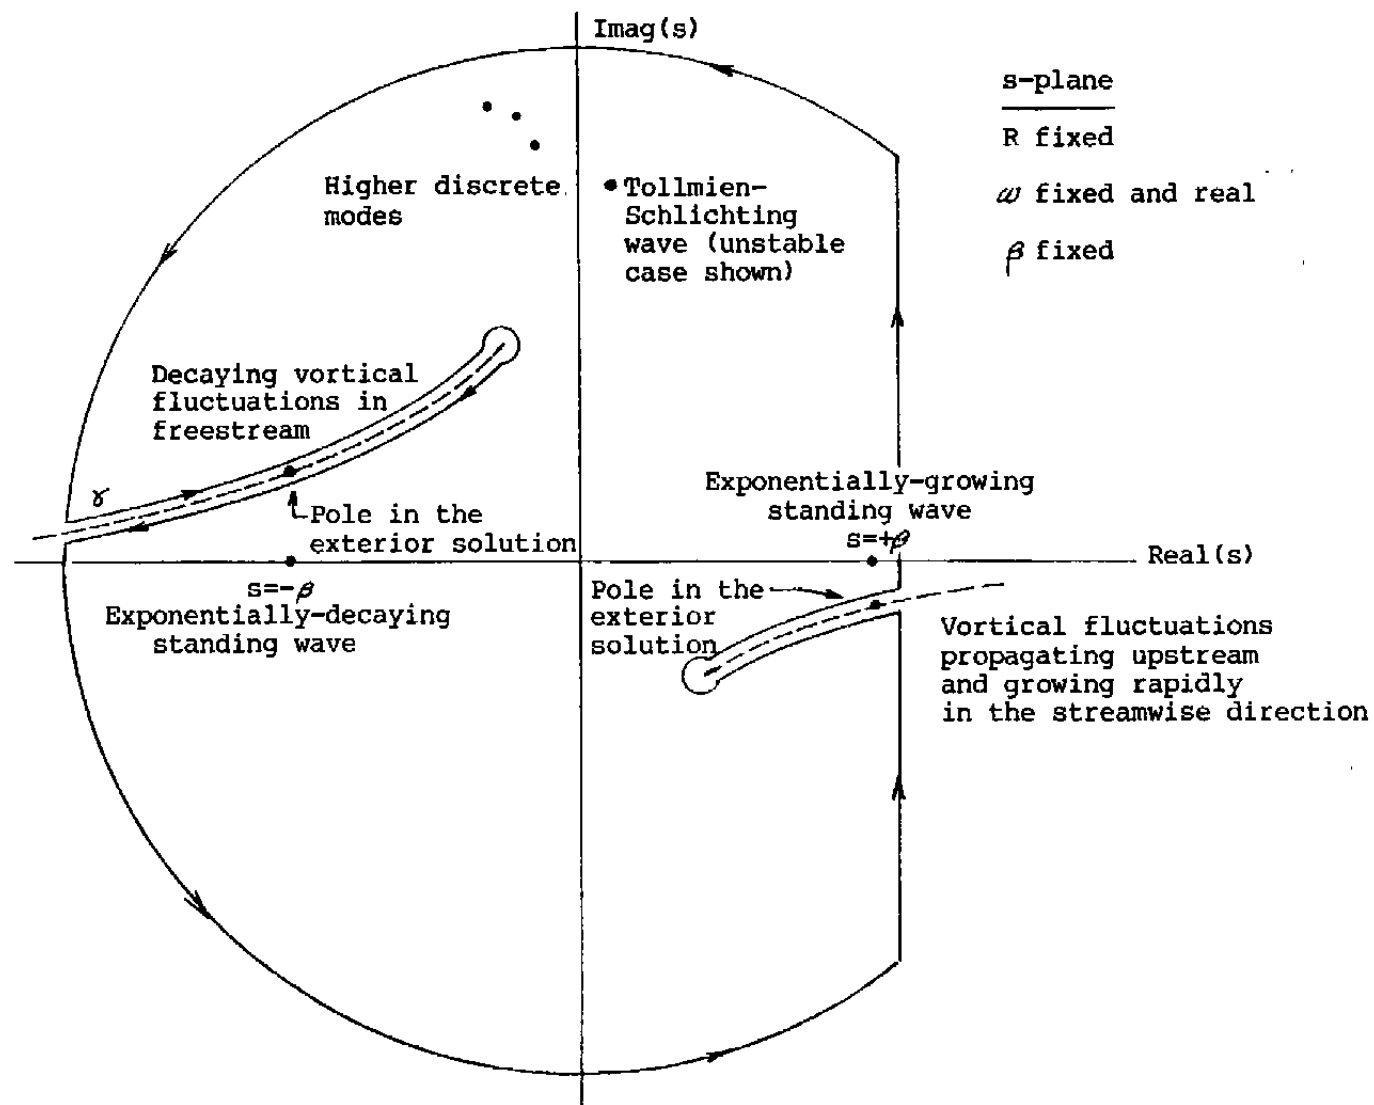 Imag(s)
s-plane
R fixed
ω fixed and real
β fixed
Higher discrete
modes
Tollmien-
Schlichting
wave (unstable
case shown)
Decaying vortical
fluctuations in
freestream
γ
Pole in the
exterior solution
Exponentially-growing
standing wave
s=+β
Real(s)
s=-β
Exponentially-decaying
standing wave
Pole in the
exterior
solution
Vortical fluctuations
propagating upstream
and growing rapidly
in the streamwise direction